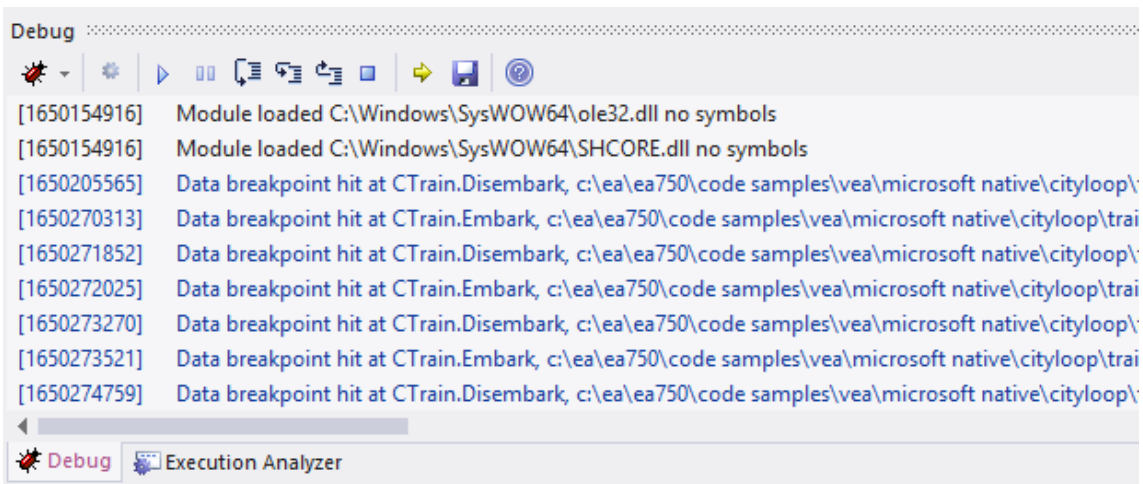 Debug
[1650154916] Module loaded C:\Windows\SysWOW64\ole32.dll no symbols
[1650154916] Module loaded C:\Windows\SysWOW64\SHCORE.dll no symbols
[1650205565] Data breakpoint hit at CTrain.Disembark, c:\ea\ea750\code samples\vea\microsoft native\cityloop\
[1650270313] Data breakpoint hit at CTrain.Embark, c:\ea\ea750\code samples\vea\microsoft native\cityloop\trai
[1650271852] Data breakpoint hit at CTrain.Disembark, c:\ea\ea750\code samples\vea\microsoft native\cityloop\
[1650272025] Data breakpoint hit at CTrain.Embark, c:\ea\ea750\code samples\vea\microsoft native\cityloop\trai
[1650273270] Data breakpoint hit at CTrain.Disembark, c:\ea\ea750\code samples\vea\microsoft native\cityloop\
[1650273521] Data breakpoint hit at CTrain.Embark, c:\ea\ea750\code samples\vea\microsoft native\cityloop\trai
[1650274759] Data breakpoint hit at CTrain.Disembark, c:\ea\ea750\code samples\vea\microsoft native\cityloop\
Debug Execution Analyzer